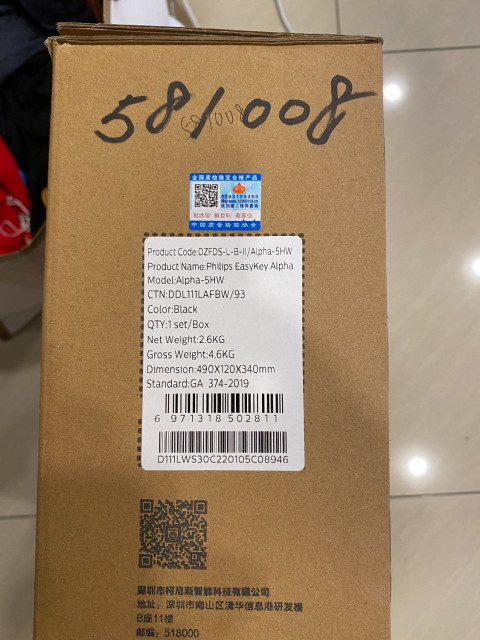 581008
581008
全国质检稳定合格产品
中国质量检验协会
Product Code:DZFDS-L-B-II/Alpha-5HW
Product Name:Philips EasyKey Alpha
Model:Alpha-5HW
CTN:DDL111LAFBW/93
Color:Black
QTY:1 set/Box
Net Weight:2.6KG
Gross Weight:4.6KG
Dimension:490X120X340mm
Standard:GA 374-2019
6 971318 502811
D111LWS30C220105C08946
深圳市柯尼斯智能科技有限公司
地址：深圳市南山区清华信息港研发楼
B座11楼
邮编：518000